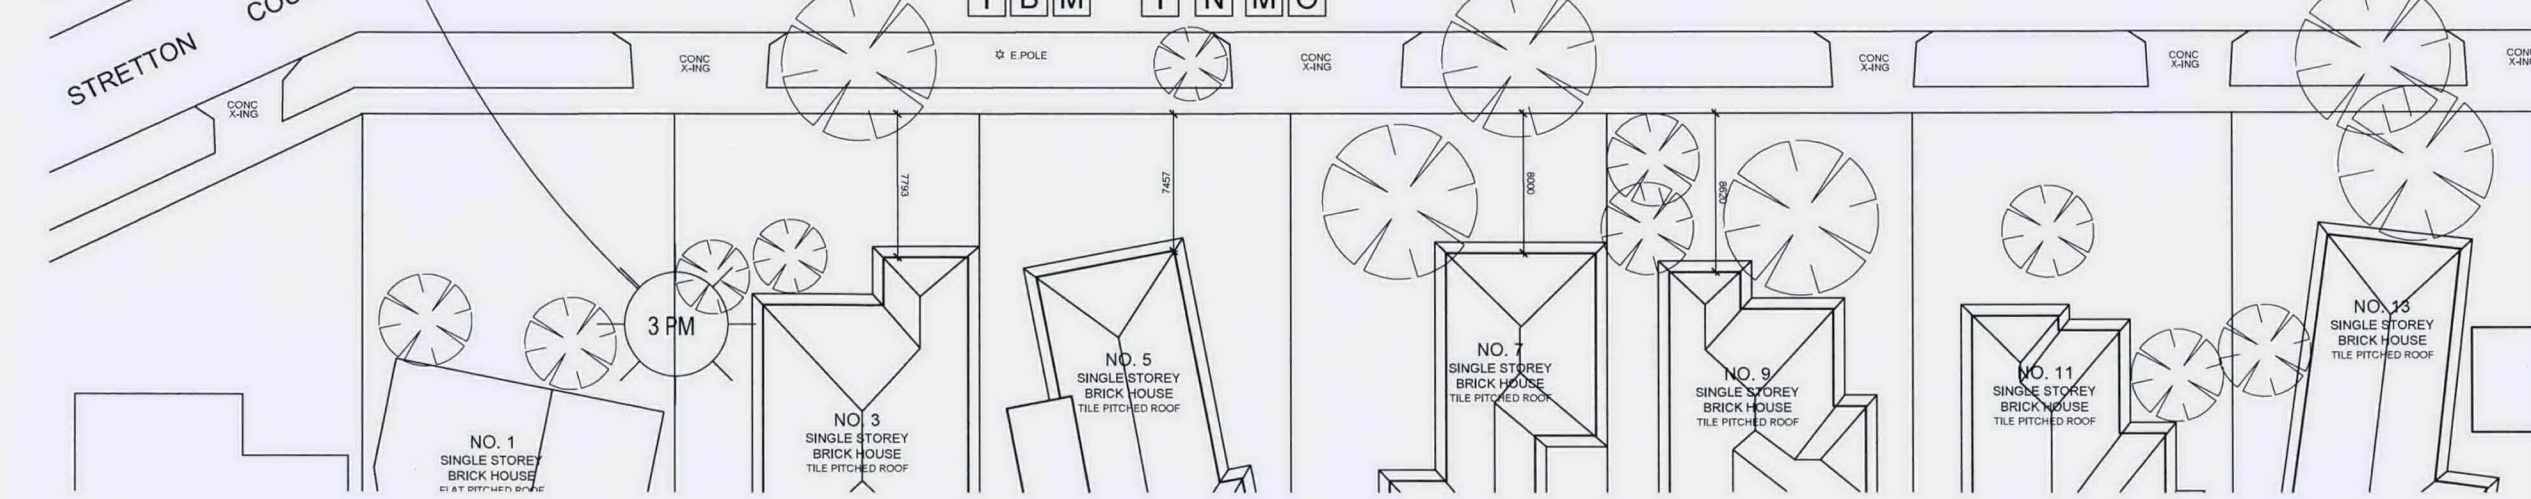 STRETTON
CONC
X-ING
CONC
X-ING
E.POLE
CONC
X-ING
CONC
X-ING
CONC
X-ING
7793
7457
8000
8620
3 PM
NO. 1
SINGLE STOREY
BRICK HOUSE
FLAT PITCHED ROOF
NO. 3
SINGLE STOREY
BRICK HOUSE
TILE PITCHED ROOF
NO. 5
SINGLE STOREY
BRICK HOUSE
TILE PITCHED ROOF
NO. 7
SINGLE STOREY
BRICK HOUSE
TILE PITCHED ROOF
NO. 9
SINGLE STOREY
BRICK HOUSE
TILE PITCHED ROOF
NO. 11
SINGLE STOREY
BRICK HOUSE
TILE PITCHED ROOF
NO. 13
SINGLE STOREY
BRICK HOUSE
TILE PITCHED ROOF